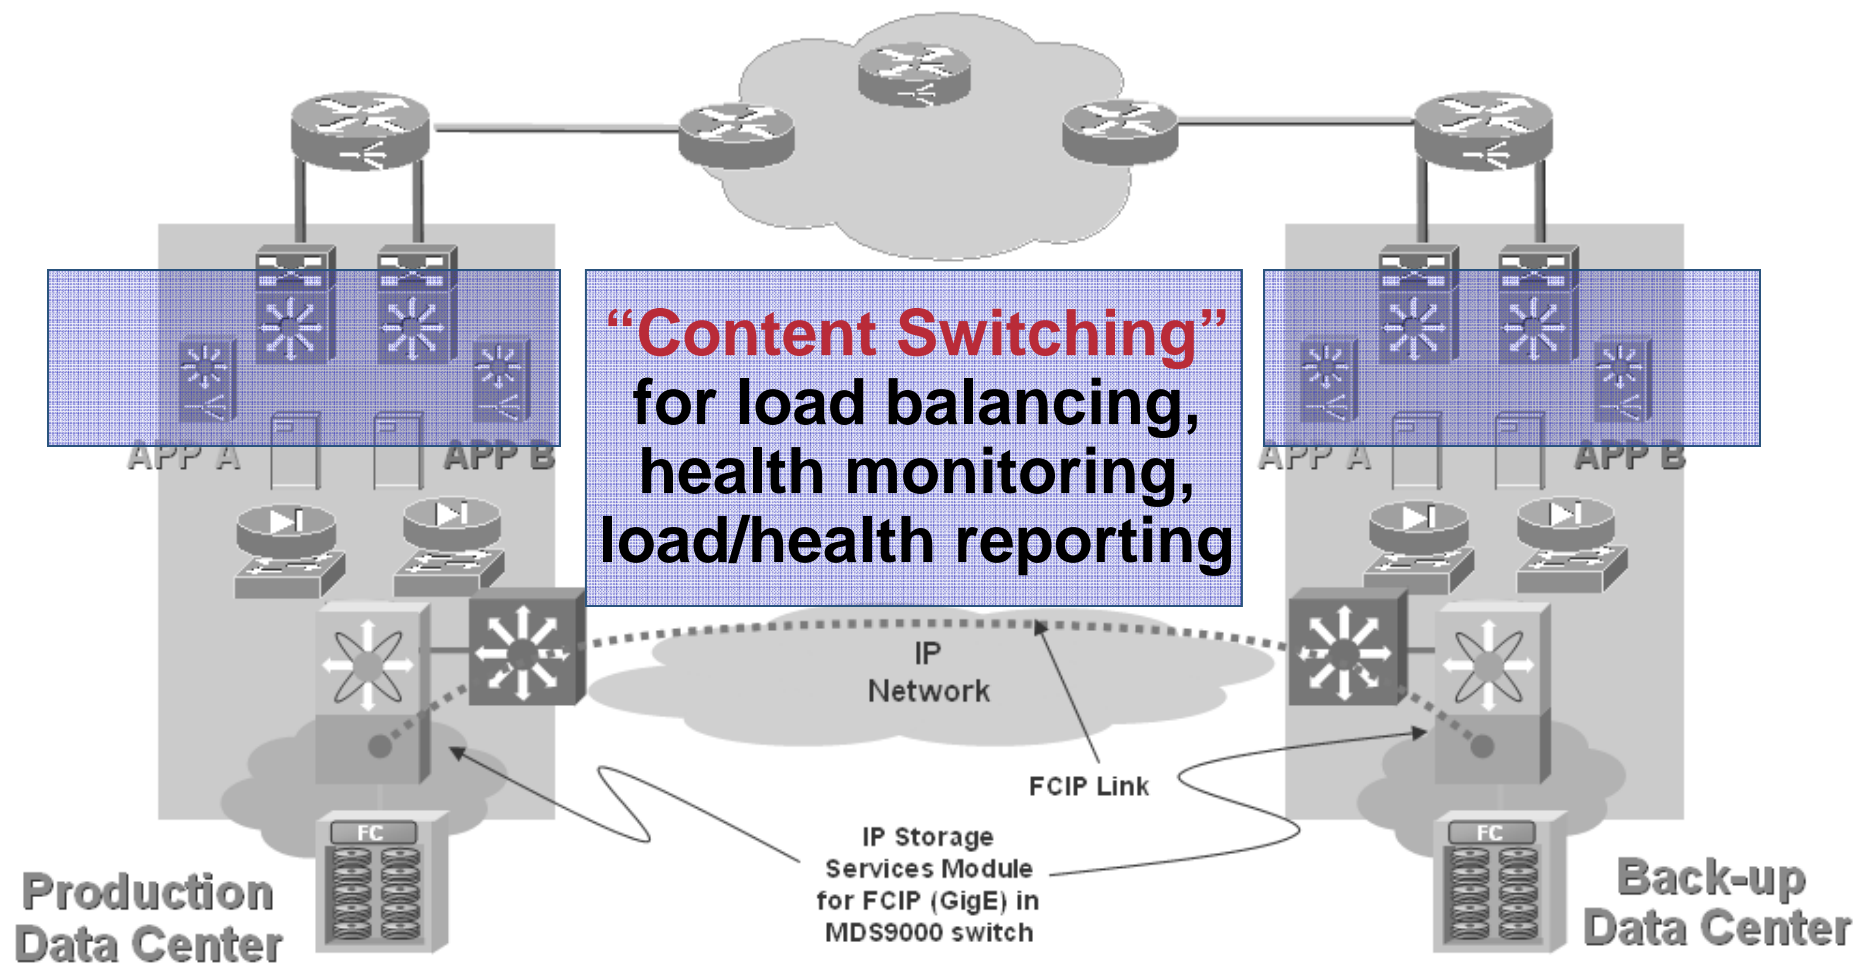 “Content Switching”
for load balancing,
health monitoring,
load/health reporting
APP A
APP B
APP A
APP B
IP
Network
FCIP Link
IP Storage
Services Module
for FCIP (GigE) in
MDS9000 switch
FC
FC
Production
Data Center
Back-up
Data Center